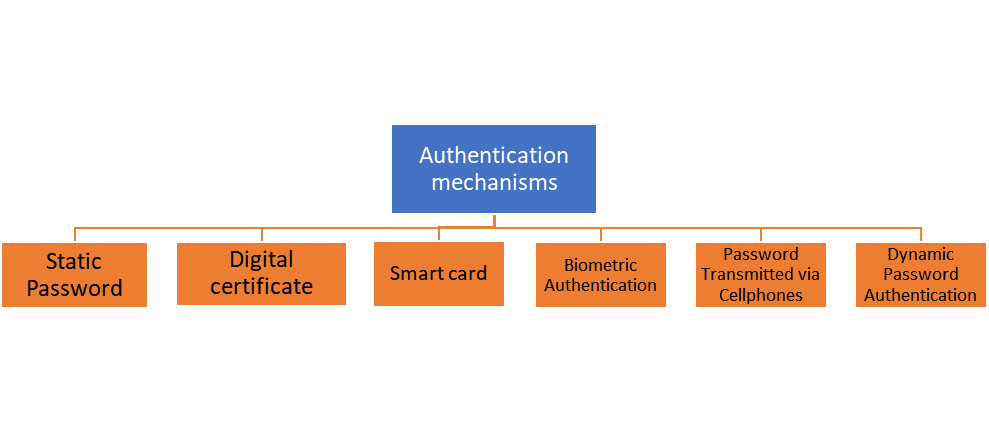 Authentication
mechanisms
Static
Password
Digital
certificate
Smart card
Biometric
Authentication
Password
Transmitted via
Cellphones
Dynamic
Password
Authentication